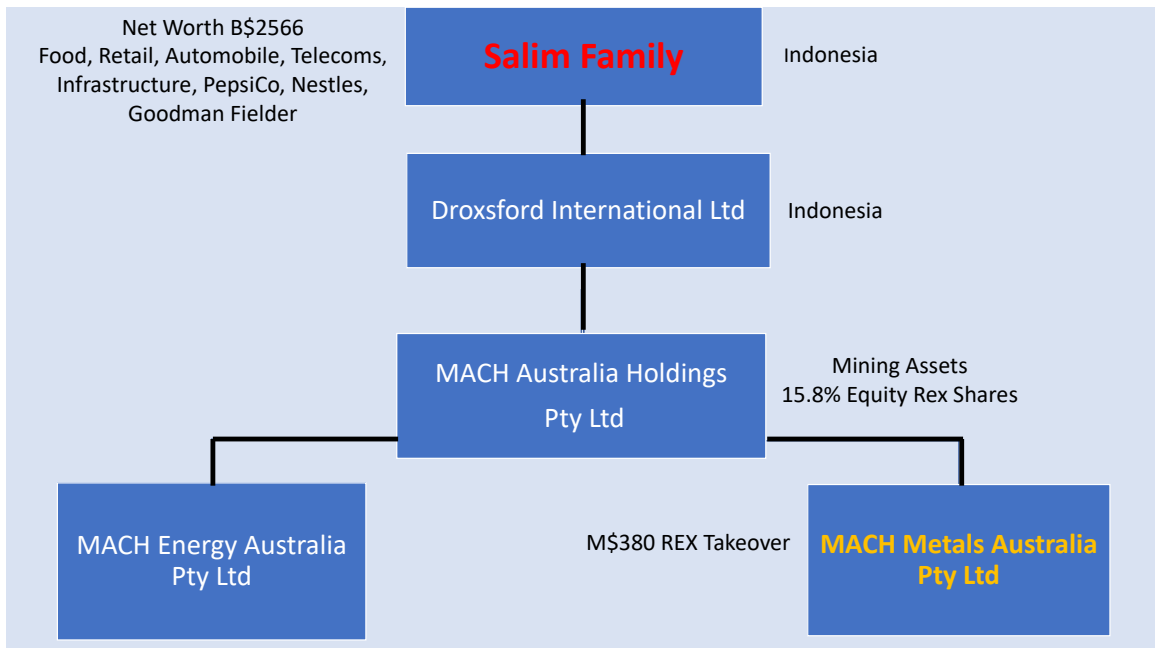 Net Worth B$2566
Food, Retail, Automobile, Telecoms,
Infrastructure, PepsiCo, Nestles,
Goodman Fielder
Salim Family
Indonesia
Droxsford International Ltd
Indonesia
MACH Australia Holdings
Pty Ltd
Mining Assets
15.8% Equity Rex Shares
MACH Energy Australia
Pty Ltd
M$380 REX Takeover
MACH Metals Australia
Pty Ltd